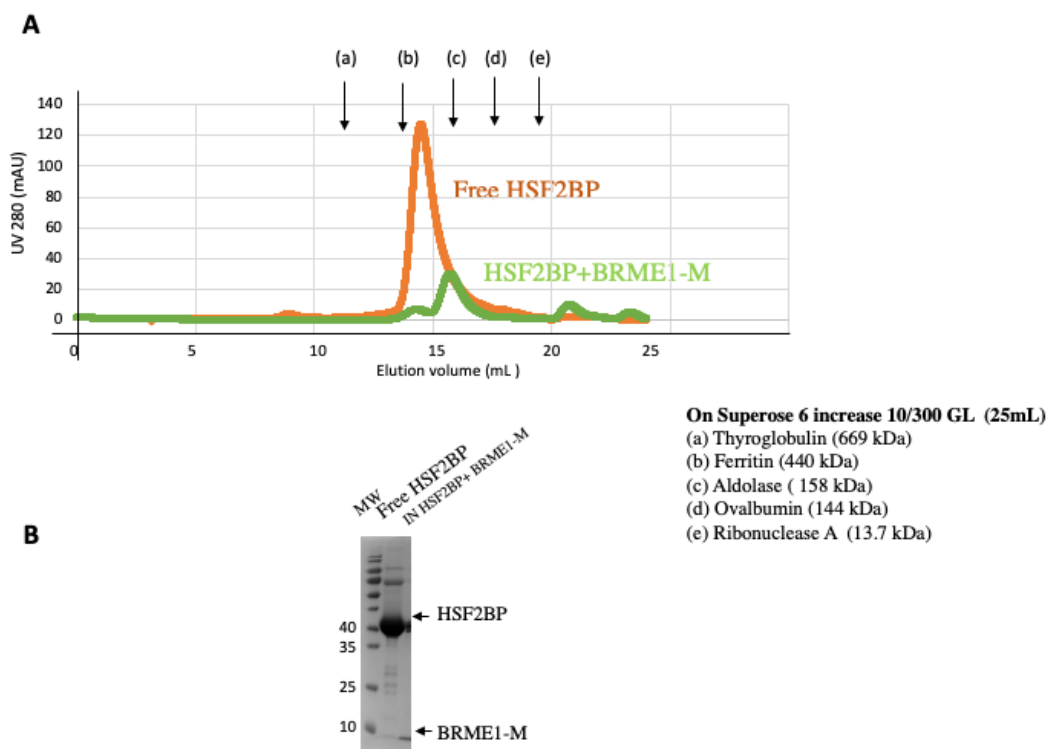 A
(a) (b) (c) (d) (e)
140
120
100
80
60
40
20
0
UV 280 (mAU)
Free HSF2BP
HSF2BP+BRME1-M
0 5 10 15 20 25
Elution volume (mL )
On Superose 6 increase 10/300 GL (25mL)
(a) Thyroglobulin (669 kDa)
(b) Ferritin (440 kDa)
(c) Aldolase ( 158 kDa)
(d) Ovalbumin (144 kDa)
(e) Ribonuclease A (13.7 kDa)
B
MW
Free HSF2BP
IN HSF2BP+ BRME1-M
HSF2BP
40
35
25
10
BRME1-M